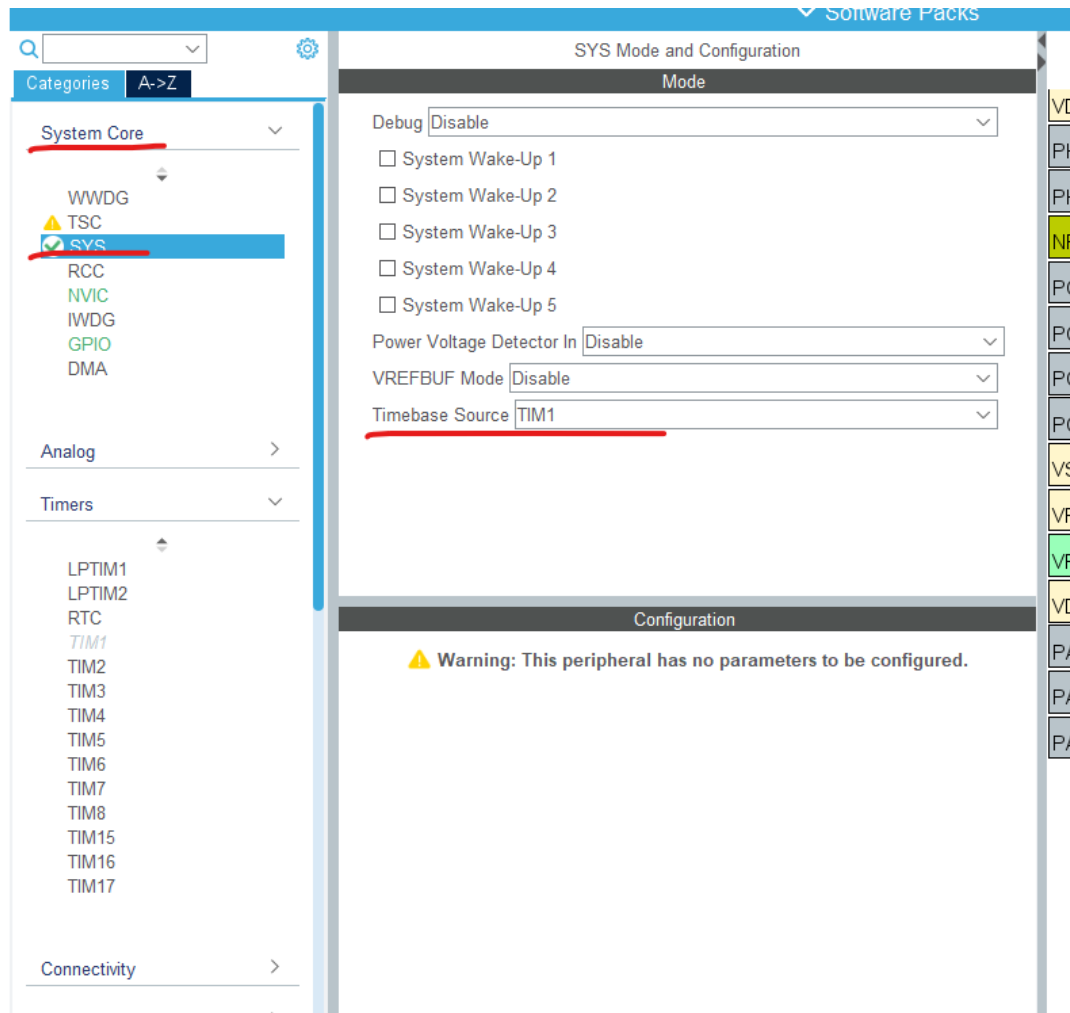 Software Packs
Categories
A->Z
System Core
WWDG
TSC
SYS
RCC
NVIC
IWDG
GPIO
DMA
Analog
Timers
LPTIM1
LPTIM2
RTC
TIM1
TIM2
TIM3
TIM4
TIM5
TIM6
TIM7
TIM8
TIM15
TIM16
TIM17
Connectivity
SYS Mode and Configuration
Mode
Debug Disable
System Wake-Up 1
System Wake-Up 2
System Wake-Up 3
System Wake-Up 4
System Wake-Up 5
Power Voltage Detector In Disable
VREFBUF Mode Disable
Timebase Source TIM1
Configuration
Warning: This peripheral has no parameters to be configured.